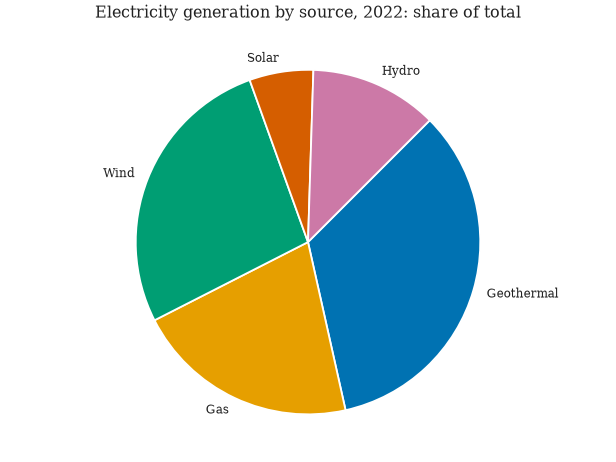 Electricity generation by source, 2022: share of total
Solar
Hydro
Wind
Geothermal
Gas